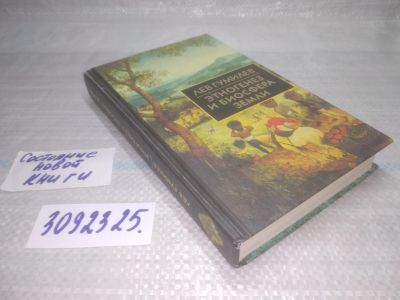 ЛЕВ ГУМИЛЕВ
ЭТНОГЕНЕЗ
И БИОСФЕРА
ЗЕМЛИ
Состояние
новой
книги
3092325.